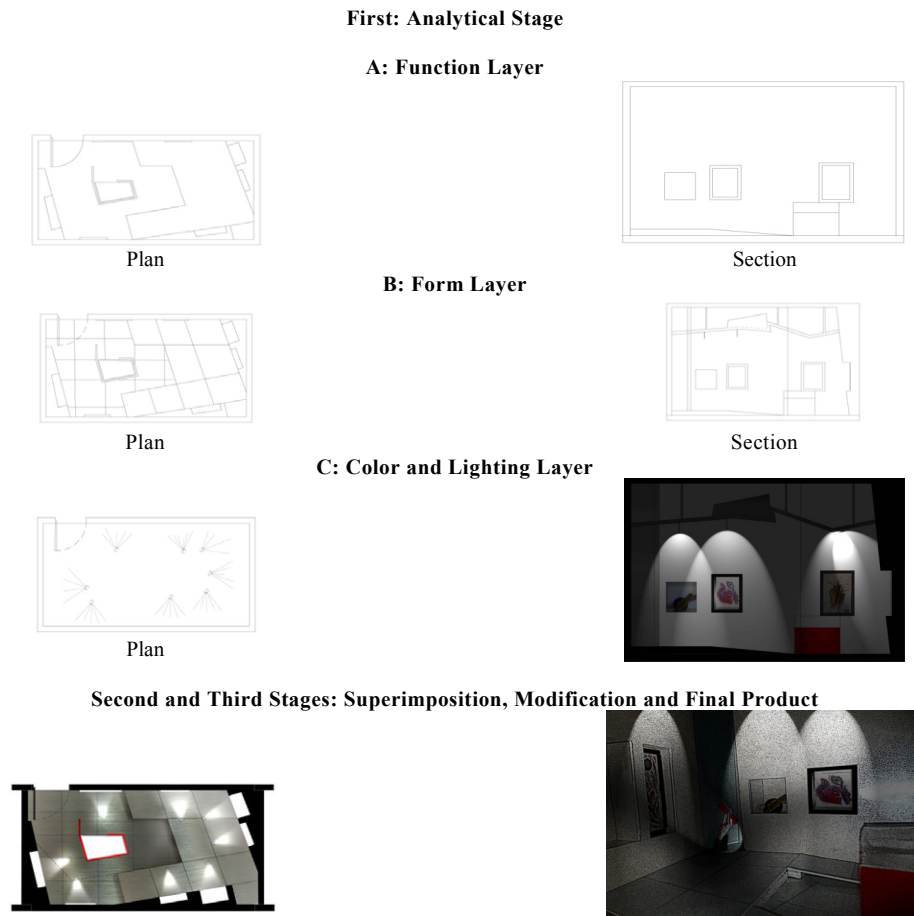 First: Analytical Stage
A: Function Layer
Plan
Section
B: Form Layer
Plan
Section
C: Color and Lighting Layer
Plan
Second and Third Stages: Superimposition, Modification and Final Product